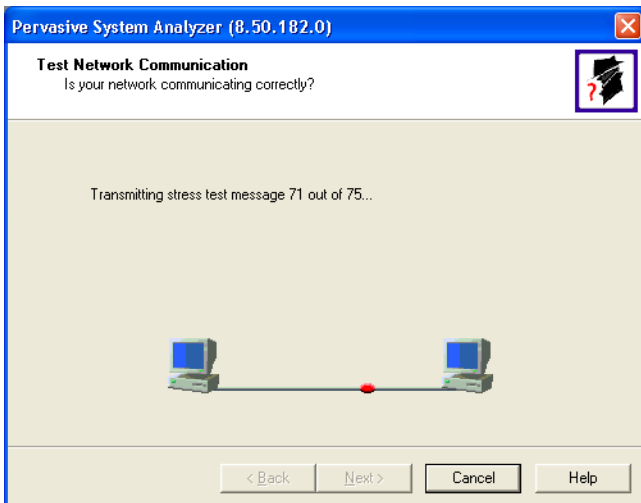 Pervasive System Analyzer (8.50.182.0)
Test Network Communication
Is your network communicating correctly?
?
Transmitting stress test message 71 out of 75...
< Back
Next >
Cancel
Help